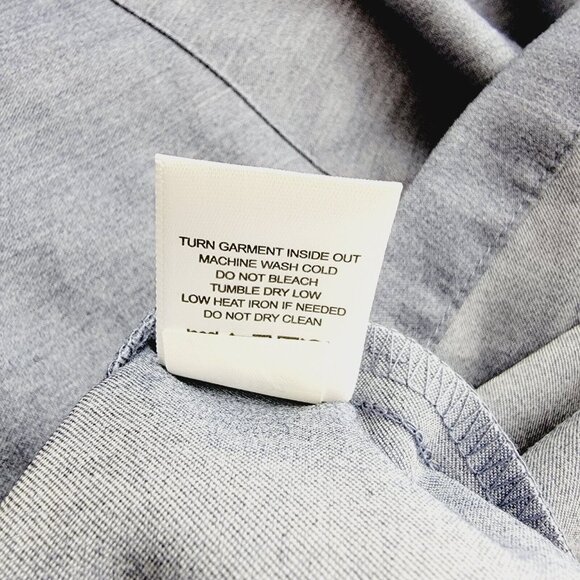 TURN GARMENT INSIDE OUT
MACHINE WASH COLD
DO NOT BLEACH
TUMBLE DRY LOW
LOW HEAT IRON IF NEEDED
DO NOT DRY CLEAN